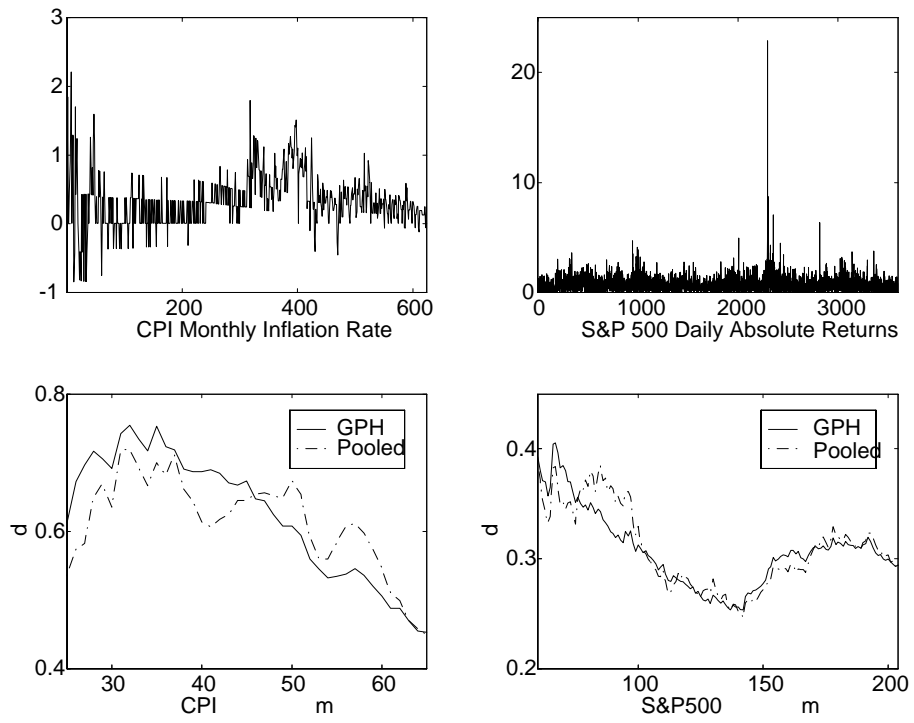 3
2
1
0
-1
200
400
600
CPI Monthly Inflation Rate
20
10
0
0
1000
2000
3000
S&P 500 Daily Absolute Returns
0.8
0.6
0.4
d
GPH
Pooled
30
40
50
60
CPI m
0.4
0.3
0.2
d
GPH
Pooled
100
150
200
S&P500 m